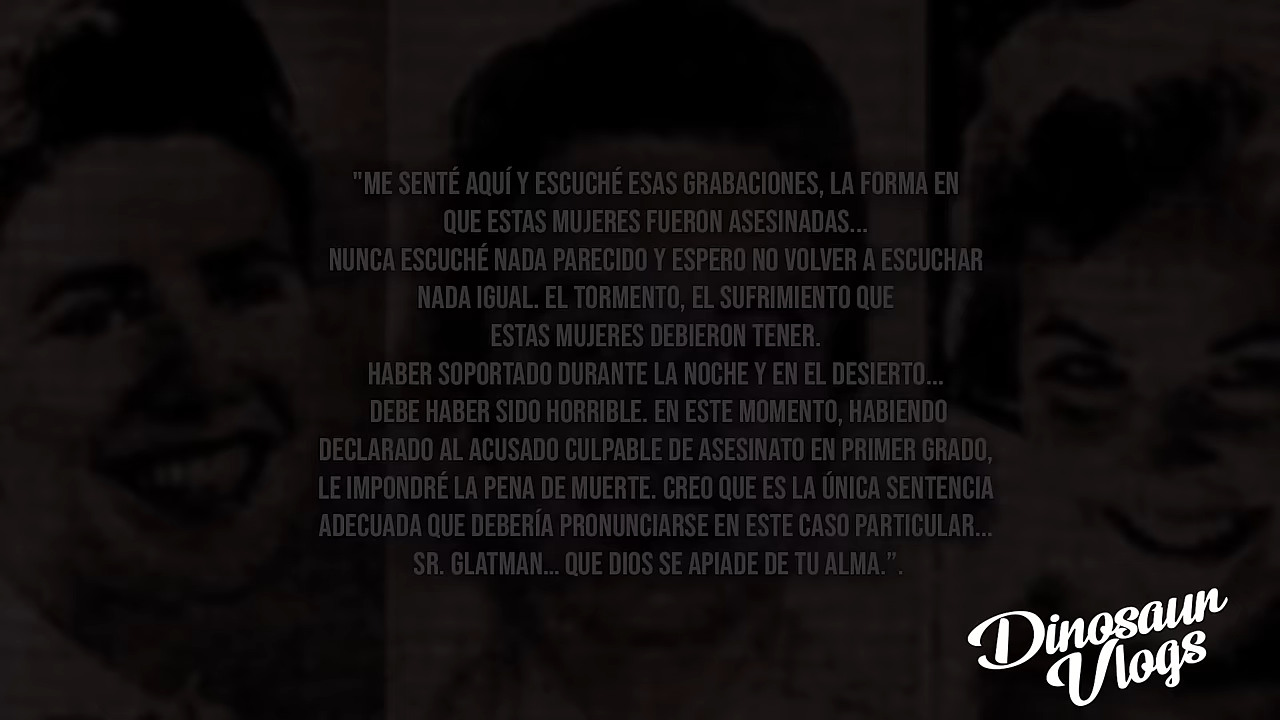 "ME SENTÉ AQUÍ Y ESCUCHÉ ESAS GRABACIONES, LA FORMA EN
QUE ESTAS MUJERES FUERON ASESINADAS...
NUNCA ESCUCHÉ NADA PARECIDO Y ESPERO NO VOLVER A ESCUCHAR
NADA IGUAL. EL TORMENTO, EL SUFRIMIENTO QUE
ESTAS MUJERES DEBIERON TENER.
HABER SOPORTADO DURANTE LA NOCHE Y EN EL DESIERTO...
DEBE HABER SIDO HORRIBLE. EN ESTE MOMENTO, HABIENDO
DECLARADO AL ACUSADO CULPABLE DE ASESINATO EN PRIMER GRADO,
LE IMPONDRÉ LA PENA DE MUERTE. CREO QUE ES LA ÚNICA SENTENCIA
ADECUADA QUE DEBERÍA PRONUNCIARSE EN ESTE CASO PARTICULAR...
SR. GLATMAN... QUE DIOS SE APIADE DE TU ALMA.”.
Dinosaur
Vlogs